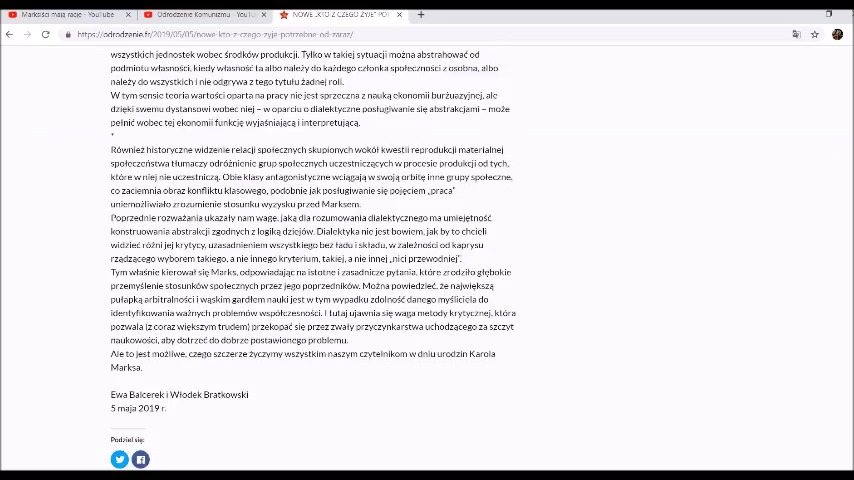 Marksiści mają rację - YouTube
Odrodzenie Komunizmu - YouTu
NOWE „KTO Z CZEGO ŻYJE" POT
https://odrodzenie.fr/2019/05/05/nowe-kto-z-czego-zyje-potrzebne-od-zaraz/
wszystkich jednostek wobec środków produkcji. Tylko w takiej sytuacji można abstrahować od
podmiotu własności, kiedy własność ta albo należy do każdego członka społeczności z osobna, albo
należy do wszystkich i nie odgrywa z tego tytułu żadnej roli.
W tym sensie teoria wartości oparta na pracy nie jest sprzeczna z nauką ekonomii burżuazyjnej, ale
dzięki swemu dystansowi wobec niej – w oparciu o dialektyczne posługiwanie się abstrakcjami – może
pełnić wobec tej ekonomii funkcję wyjaśniającą i interpretującą.
*
Również historyczne widzenie relacji społecznych skupionych wokół kwestii reprodukcji materialnej
społeczeństwa tłumaczy odróżnienie grup społecznych uczestniczących w procesie produkcji od tych,
które w niej nie uczestniczą. Obie klasy antagonistyczne wciągają w swoją orbitę inne grupy społeczne,
co zaciemnia obraz konfliktu klasowego, podobnie jak posługiwanie się pojęciem „praca"
uniemożliwiało zrozumienie stosunku wyzysku przed Marksem.
Poprzednie rozważania ukazały nam wagę, jaką dla rozumowania dialektycznego ma umiejętność
konstruowania abstrakcji zgodnych z logiką dziejów. Dialektyka nie jest bowiem, jak by to chcieli
widzieć różni jej krytycy, uzasadnieniem wszystkiego bez ładu i składu, w zależności od kaprysu
rządzącego wyborem takiego, a nie innego kryterium, takiej, a nie innej „nici przewodniej".
Tym właśnie kierował się Marks, odpowiadając na istotne i zasadnicze pytania, które zrodziło głębokie
przemyślenie stosunków społecznych przez jego poprzedników. Można powiedzieć, że największą
pułapką arbitralności i wąskim gardłem nauki jest w tym wypadku zdolność danego myśliciela do
identyfikowania ważnych problemów współczesności. I tutaj ujawnia się waga metody krytycznej, która
pozwala (z coraz większym trudem) przekopać się przez zwały przyczynkarstwa uchodzącego za szczyt
naukowości, aby dotrzeć do dobrze postawionego problemu.
Ale to jest możliwe, czego szczerze życzymy wszystkim naszym czytelnikom w dniu urodzin Karola
Marksa.
Ewa Balcerek i Włodek Bratkowski
5 maja 2019 r.
Podziel się: